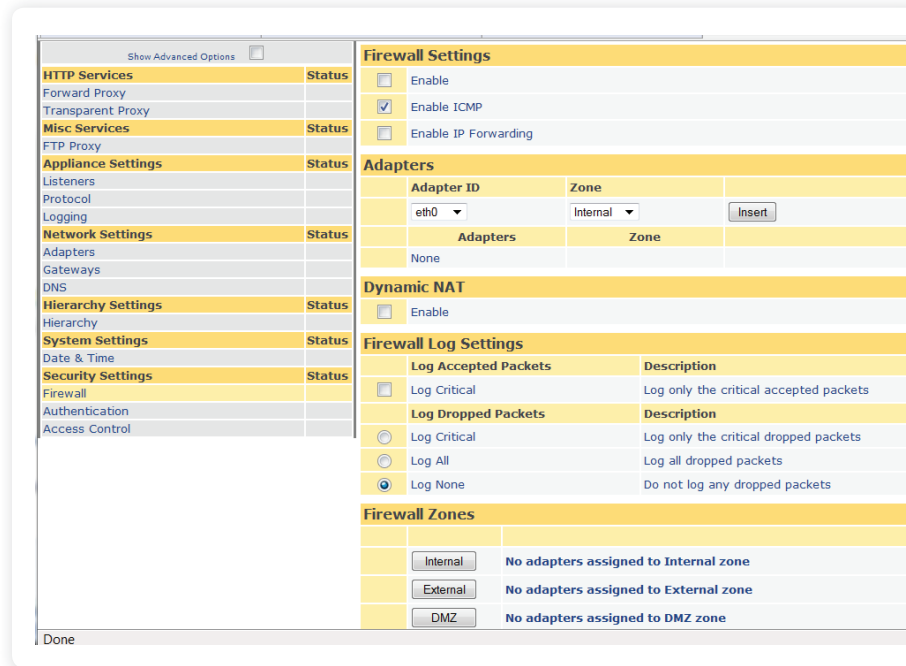 Show Advanced Options
HTTP Services Status
Forward Proxy
Transparent Proxy
Misc Services Status
FTP Proxy
Appliance Settings Status
Listeners
Protocol
Logging
Network Settings Status
Adapters
Gateways
DNS
Hierarchy Settings Status
Hierarchy
System Settings Status
Date & Time
Security Settings Status
Firewall
Authentication
Access Control
Firewall Settings
Enable
Enable ICMP
Enable IP Forwarding
Adapters
Adapter ID Zone
eth0 Internal Insert
Adapters Zone
None
Dynamic NAT
Enable
Firewall Log Settings
Log Accepted Packets Description
Log Critical Log only the critical accepted packets
Log Dropped Packets Description
Log Critical Log only the critical dropped packets
Log All Log all dropped packets
Log None Do not log any dropped packets
Firewall Zones
Internal No adapters assigned to Internal zone
External No adapters assigned to External zone
DMZ No adapters assigned to DMZ zone
Done